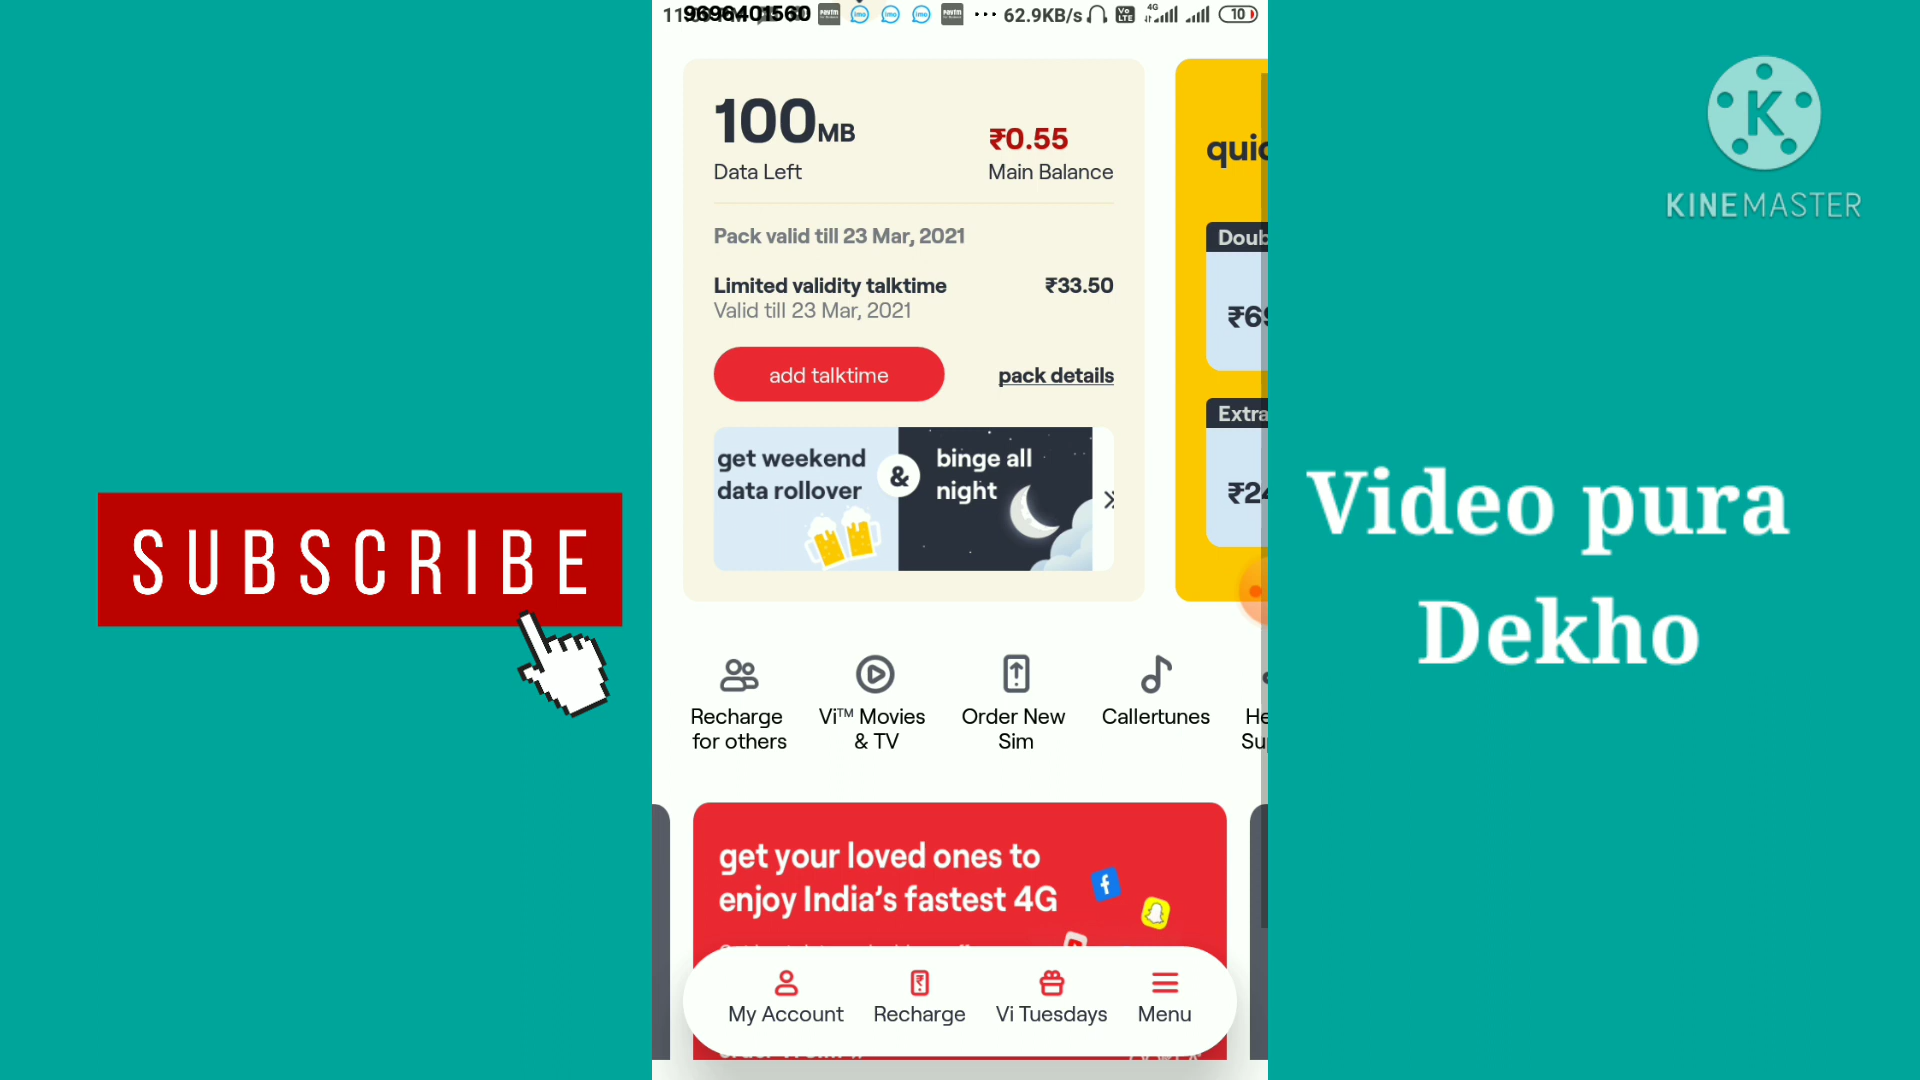 9696401560
62.9KB/s
4G
10
100MB
Data Left
₹0.55
Main Balance
Pack valid till 23 Mar, 2021
Limited validity talktime ₹33.50
Valid till 23 Mar, 2021
add talktime
pack details
get weekend
data rollover
&
binge all
night
Recharge
for others
Vi™ Movies
& TV
Order New
Sim
Callertunes
get your loved ones to
enjoy India's fastest 4G
My Account
Recharge
Vi Tuesdays
Menu
SUBSCRIBE
K
KINEMASTER
Video pura
Dekho